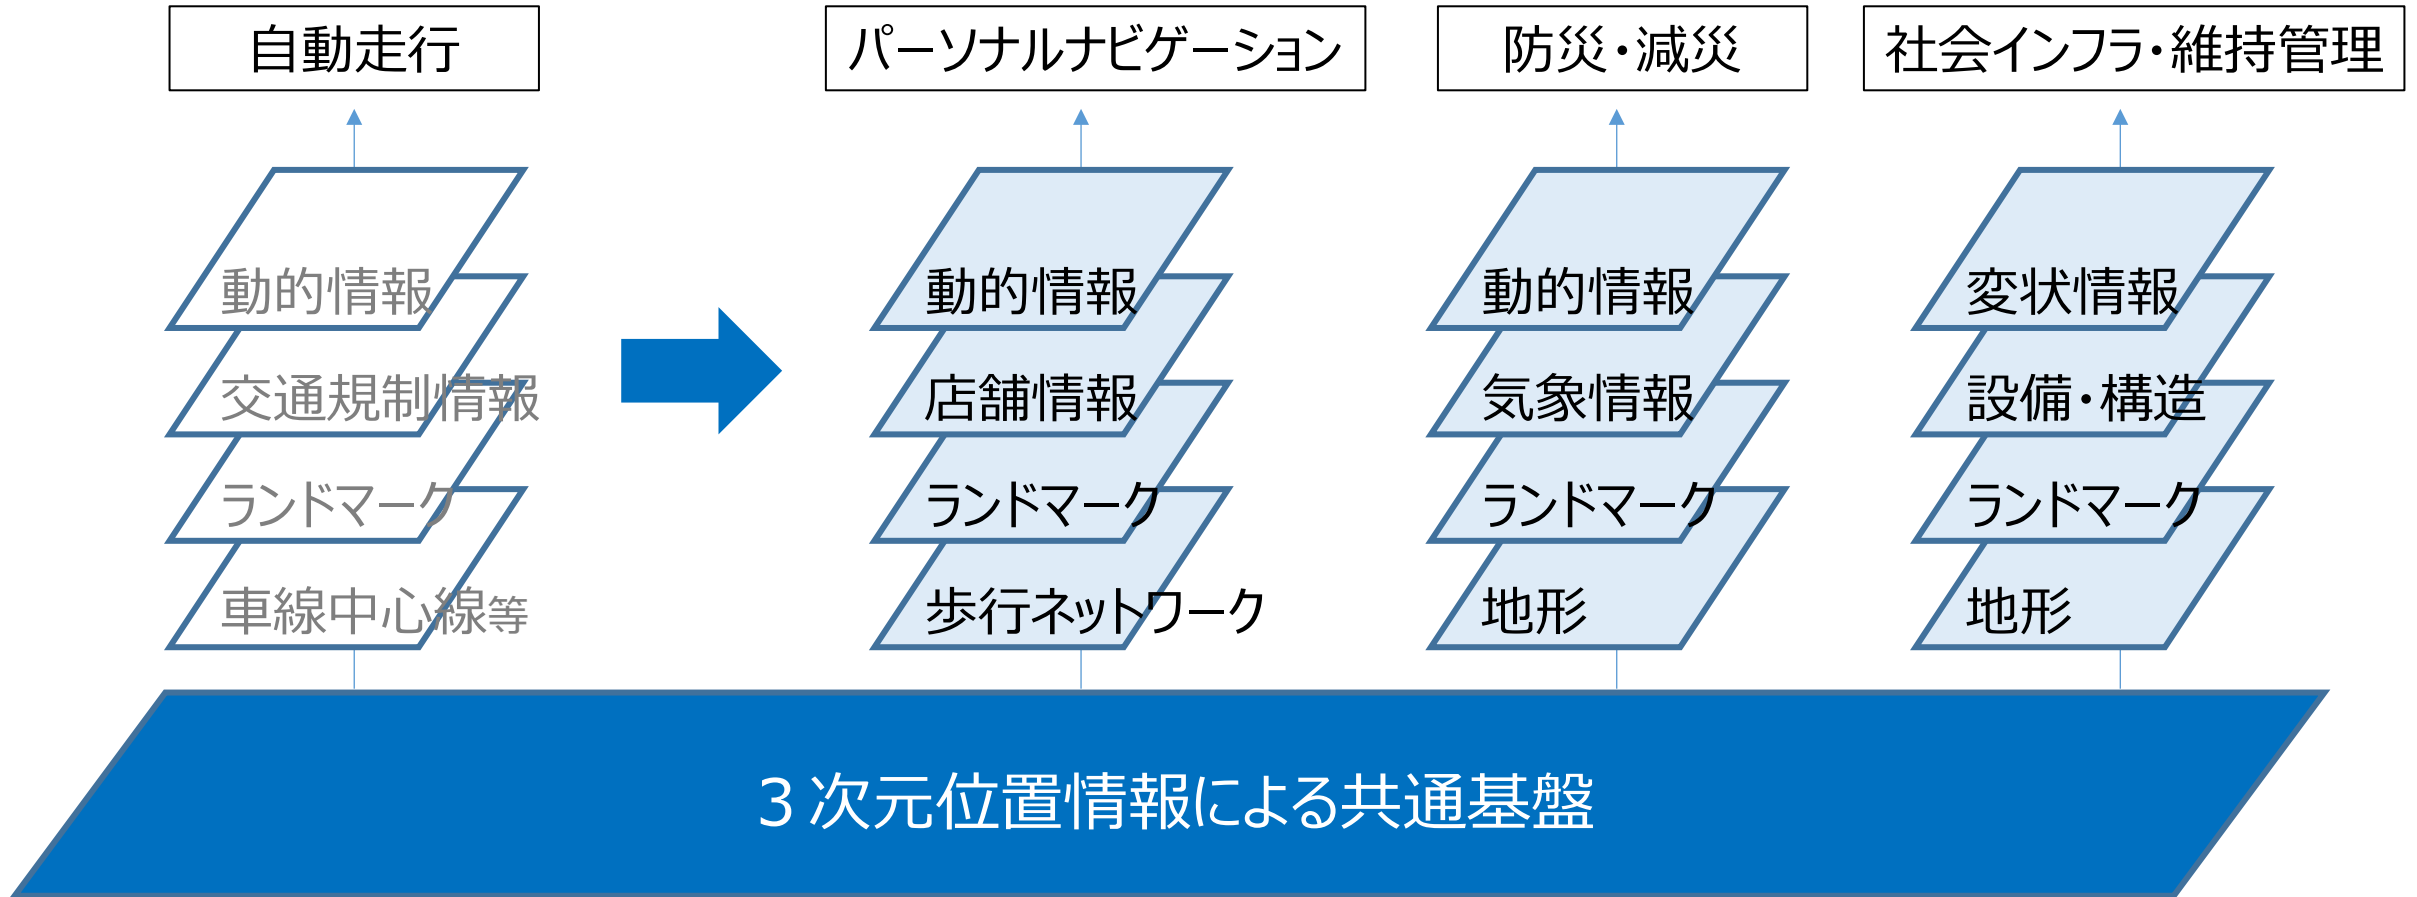 自動走行
動的情報
交通規制情報
ランドマーク
車線中心線等
パーソナルナビゲーション
動的情報
店舗情報
ランドマーク
歩行ネットワーク
防災・減災
動的情報
気象情報
ランドマーク
地形
社会インフラ・維持管理
変状情報
設備・構造
ランドマーク
地形
3次元位置情報による共通基盤